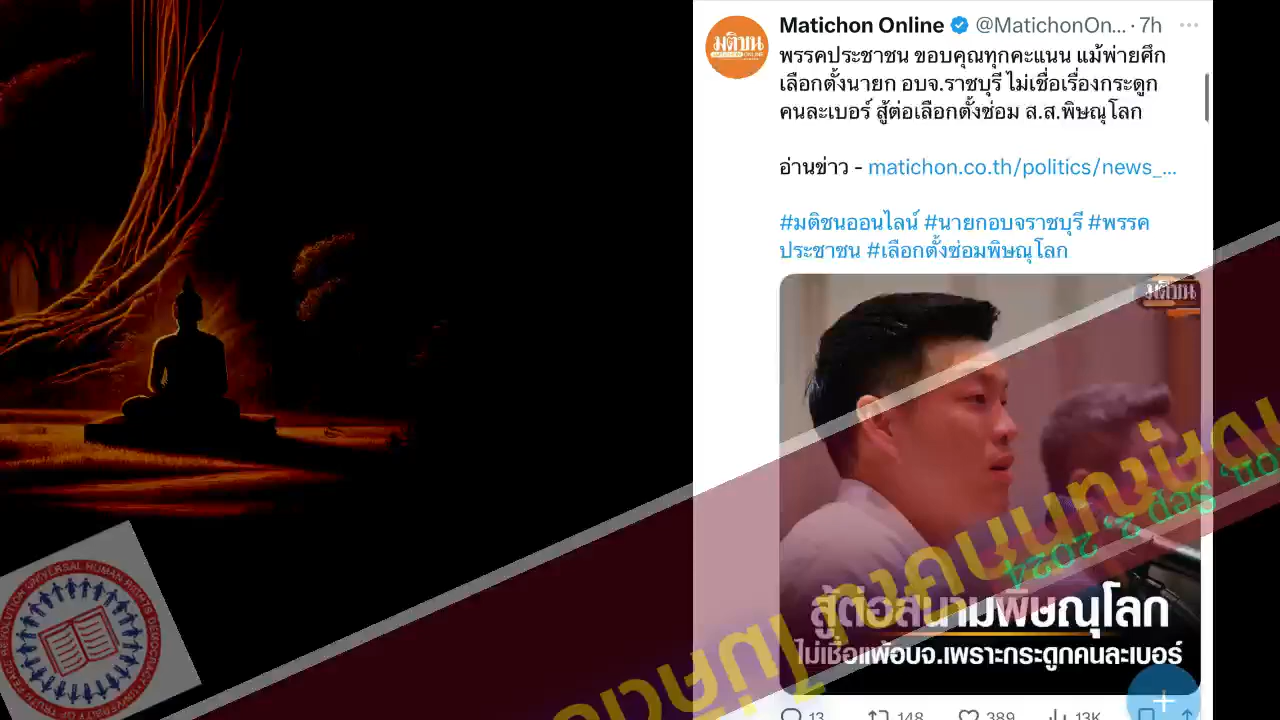 Matichon Online @MatichonOn... · 7h
พรรคประชาชน ขอบคุณทุกคะแนน แม้พ่ายศึก
เลือกตั้งนายก อบจ.ราชบุรี ไม่เชื่อเรื่องกระดูก
คนละเบอร์ สู้ต่อเลือกตั้งซ่อม ส.ส.พิษณุโลก
อ่านข่าว - matichon.co.th/politics/news_...
#มติชนออนไลน์ #นายกอบจราชบุรี #พรรค
ประชาชน #เลือกตั้งซ่อมพิษณุโลก
มติชน
มติชน
สู้ต่อสนามพิษณุโลก
ไม่เชื่อแพ้อบจ.เพราะกระดูกคนละเบอร์
Sep 2, 2024
13 148 389 13K